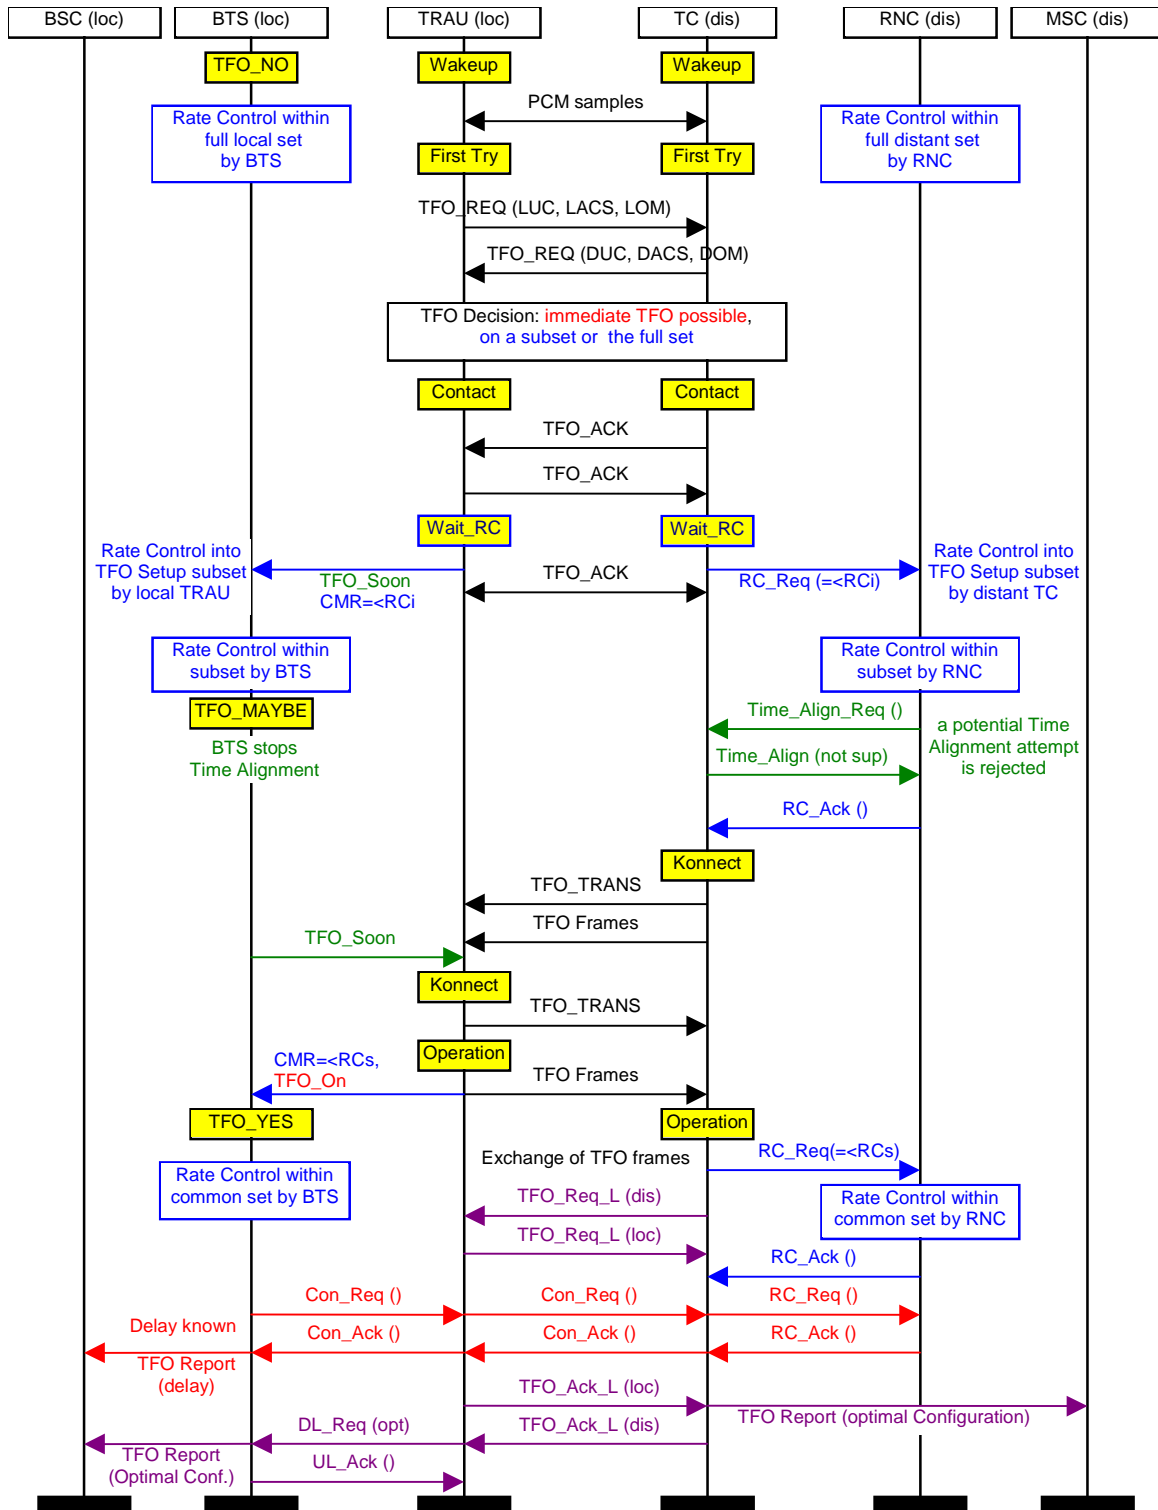 BSC (loc)
BTS (loc)
TRAU (loc)
TC (dis)
RNC (dis)
MSC (dis)
TFO_NO
Wakeup
Wakeup
PCM samples
Rate Control within
full local set
by BTS
Rate Control within
full distant set
by RNC
First Try
First Try
TFO_REQ (LUC, LACS, LOM)
TFO_REQ (DUC, DACS, DOM)
TFO Decision: immediate TFO possible,
on a subset or the full set
Contact
Contact
TFO_ACK
TFO_ACK
Wait_RC
Wait_RC
Rate Control into
TFO Setup subset
by local TRAU
TFO_Soon
CMR=<RCi
TFO_ACK
RC_Req (=<RCi)
Rate Control into
TFO Setup subset
by distant TC
Rate Control within
subset by BTS
Rate Control within
subset by RNC
TFO_MAYBE
BTS stops
Time Alignment
Time_Align_Req ()
Time_Align (not sup)
a potential Time
Alignment attempt
is rejected
RC_Ack ()
Konnect
TFO_TRANS
TFO Frames
TFO_Soon
Konnect
TFO_TRANS
Operation
CMR=<RCs,
TFO_On
TFO Frames
TFO_YES
Operation
Exchange of TFO frames
RC_Req(=<RCs)
Rate Control within
common set by BTS
TFO_Req_L (dis)
Rate Control within
common set by RNC
TFO_Req_L (loc)
RC_Ack ()
Con_Req ()
Con_Req ()
RC_Req ()
Delay known
Con_Ack ()
Con_Ack ()
RC_Ack ()
TFO Report
(delay)
TFO_Ack_L (loc)
TFO Report (optimal Configuration)
DL_Req (opt)
TFO_Ack_L (dis)
TFO Report
(Optimal Conf.)
UL_Ack ()